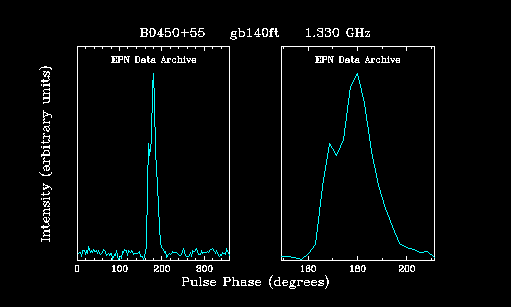 B0450+55 gb140ft 1.330 GHz
EPN Data Archive EPN Data Archive
Intensity (arbitrary units)
0 100 200 300 180 190 200
Pulse Phase (degrees)